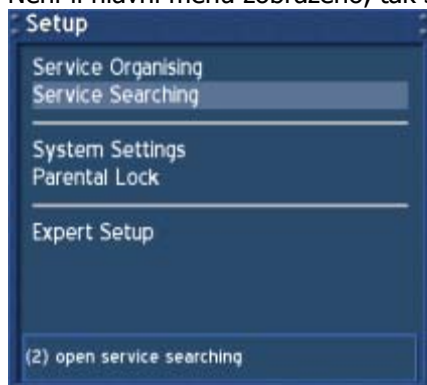 Setup
Service Organising
Service Searching
System Settings
Parental Lock
Expert Setup
(2) open service searching